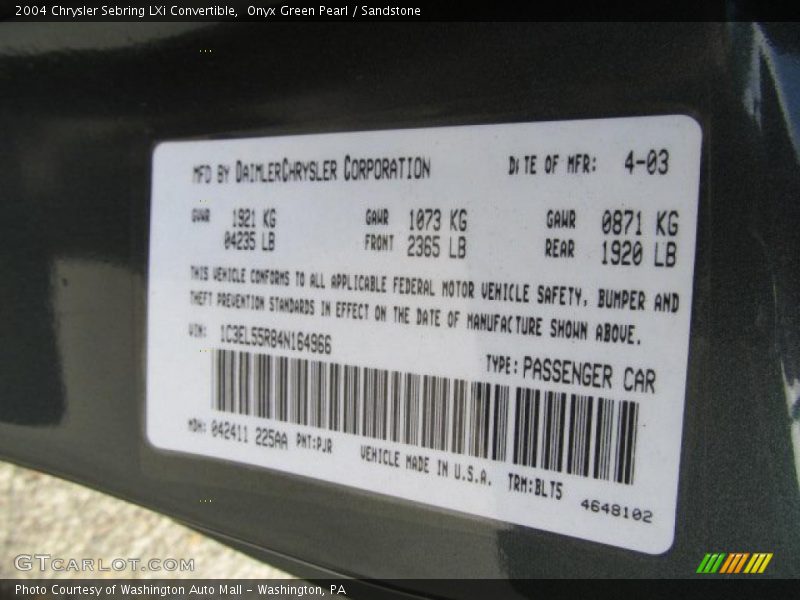 2004 Chrysler Sebring LXi Convertible, Onyx Green Pearl / Sandstone
MFD BY DAIMLERCHRYSLER CORPORATION DATE OF MFR: 4-03
GVWR 1921 KG GAWR 1073 KG GAWR 0871 KG
04235 LB FRONT 2365 LB REAR 1920 LB
THIS VEHICLE CONFORMS TO ALL APPLICABLE FEDERAL MOTOR VEHICLE SAFETY, BUMPER AND
THEFT PREVENTION STANDARDS IN EFFECT ON THE DATE OF MANUFACTURE SHOWN ABOVE.
VIN: 1C3EL55R84N164966
TYPE: PASSENGER CAR
MDH: 042411 225AA PNT:PJR VEHICLE MADE IN U.S.A. TRM:BLT5
4648102
GTCARLOT.COM
Photo Courtesy of Washington Auto Mall - Washington, PA